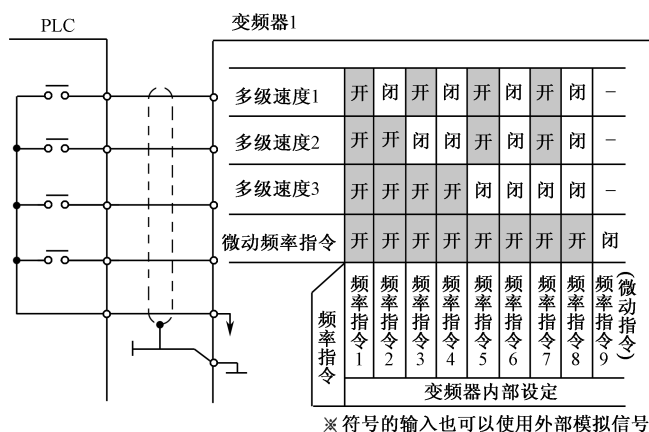 PLC
变频器1
多级速度1 开 闭 开 闭 开 闭 开 闭 −
多级速度2 开 开 闭 闭 开 闭 开 闭 −
多级速度3 开 开 开 开 闭 闭 闭 闭 −
微动频率指令 开 开 开 开 开 开 开 开 闭
频率指令
频率指令1
频率指令2
频率指令3
频率指令4
频率指令5
频率指令6
频率指令7
频率指令8
频率指令9
(微动指令)
变频器内部设定
※符号的输入也可以使用外部模拟信号